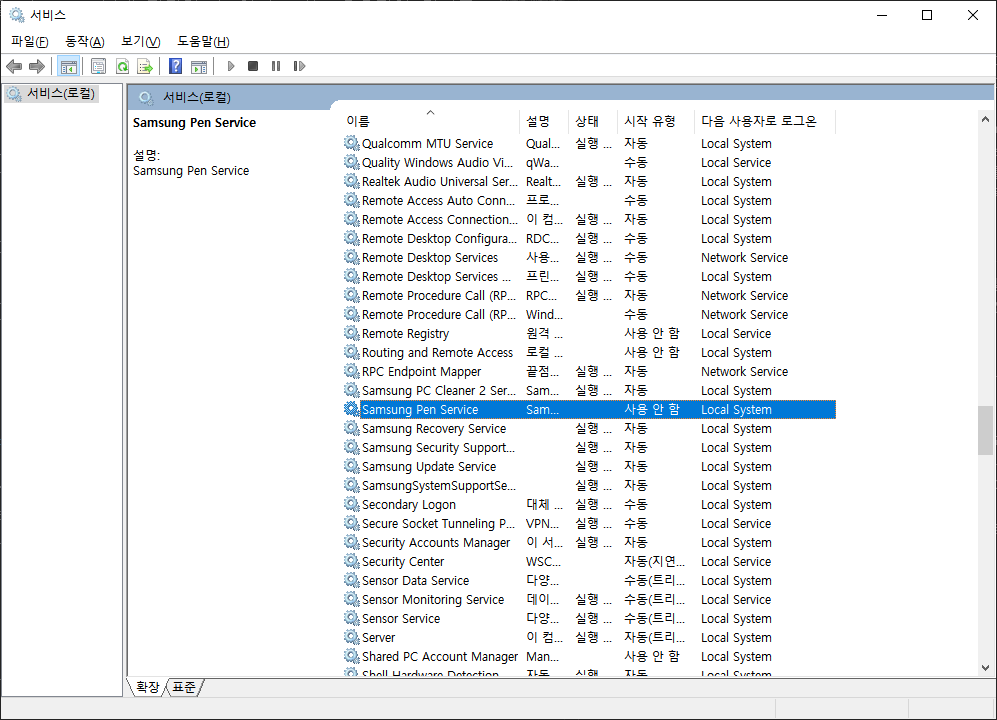 서비스
파일(F) 동작(A) 보기(V) 도움말(H)
서비스(로컬)
서비스(로컬)
Samsung Pen Service
설명:
Samsung Pen Service
이름 설명 상태 시작 유형 다음 사용자로 로그온
Qualcomm MTU Service Qual... 실행 ... 자동 Local System
Quality Windows Audio Vi... qWa... 수동 Local Service
Realtek Audio Universal Ser... Realt... 실행 ... 자동 Local System
Remote Access Auto Conn... 프로... 수동 Local System
Remote Access Connection... 이 컴... 실행 ... 자동 Local System
Remote Desktop Configura... RDC... 실행 ... 수동 Local System
Remote Desktop Services 사용... 실행 ... 수동 Network Service
Remote Desktop Services ... 프린... 실행 ... 수동 Local System
Remote Procedure Call (RP... RPC... 실행 ... 자동 Network Service
Remote Procedure Call (RP... Wind... 수동 Network Service
Remote Registry 원격 ... 사용 안 함 Local Service
Routing and Remote Access 로컬 ... 사용 안 함 Local System
RPC Endpoint Mapper 끝점... 실행 ... 자동 Network Service
Samsung PC Cleaner 2 Ser... Sam... 실행 ... 자동 Local System
Samsung Pen Service Sam... 사용 안 함 Local System
Samsung Recovery Service 실행 ... 자동 Local System
Samsung Security Support... 실행 ... 자동 Local System
Samsung Update Service 실행 ... 자동 Local System
SamsungSystemSupportSe... 실행 ... 자동 Local System
Secondary Logon 대체 ... 실행 ... 수동 Local System
Secure Socket Tunneling P... VPN... 실행 ... 수동 Local Service
Security Accounts Manager 이 서... 실행 ... 자동 Local System
Security Center WSC... 자동(지연... Local Service
Sensor Data Service 다양... 수동(트리... Local System
Sensor Monitoring Service 데이... 실행 ... 수동(트리... Local Service
Sensor Service 다양... 실행 ... 수동(트리... Local System
Server 이 컴... 실행 ... 자동(트리... Local System
Shared PC Account Manager Man... 사용 안 함 Local System
Shell Hardware Detection 자동... 실행 ... 자동 Local System
확장 표준